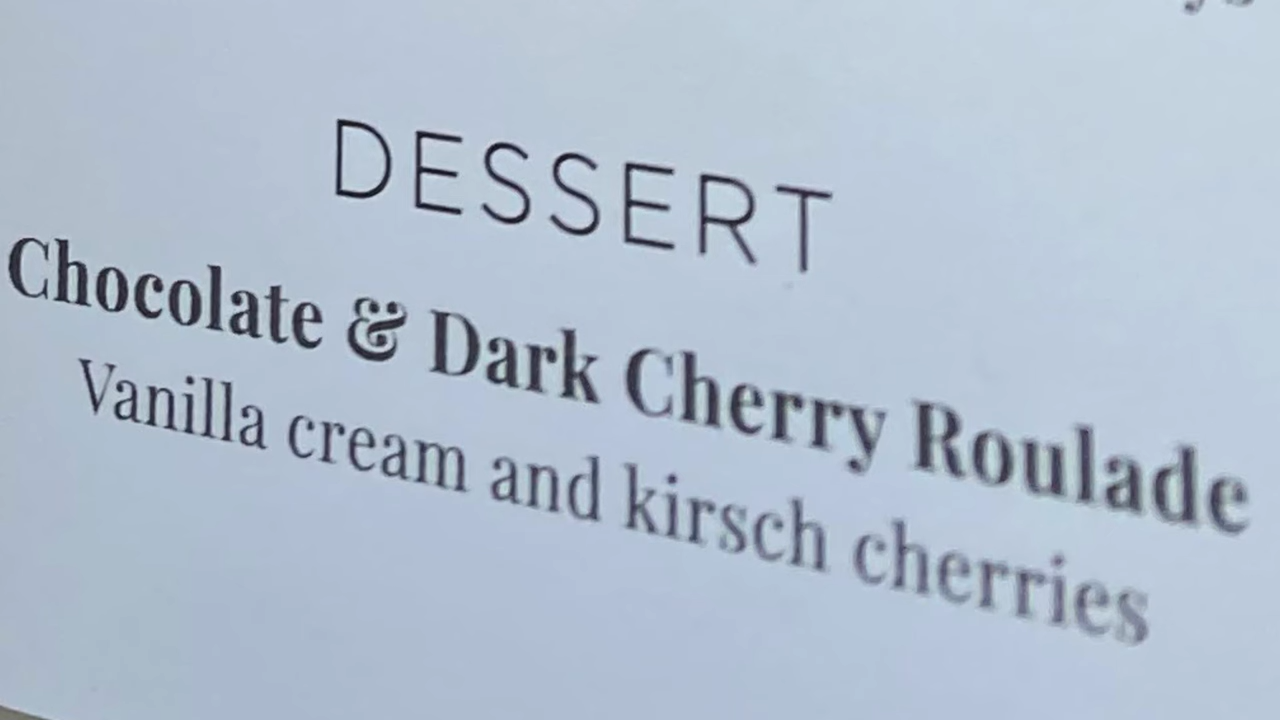 DESSERT
Chocolate & Dark Cherry Roulade
Vanilla cream and kirsch cherries